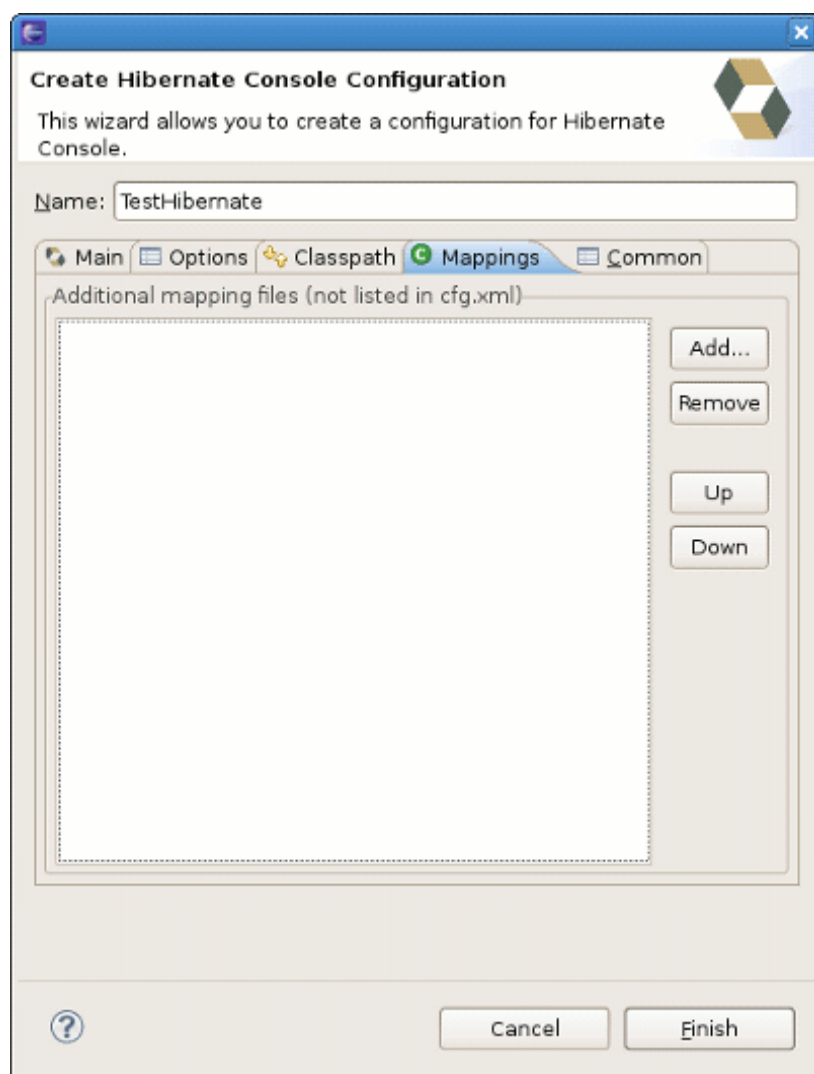 Create Hibernate Console Configuration
This wizard allows you to create a configuration for Hibernate
Console.
Name: TestHibernate
Main Options Classpath Mappings Common
Additional mapping files (not listed in cfg.xml)
Add...
Remove
Up
Down
Cancel Finish